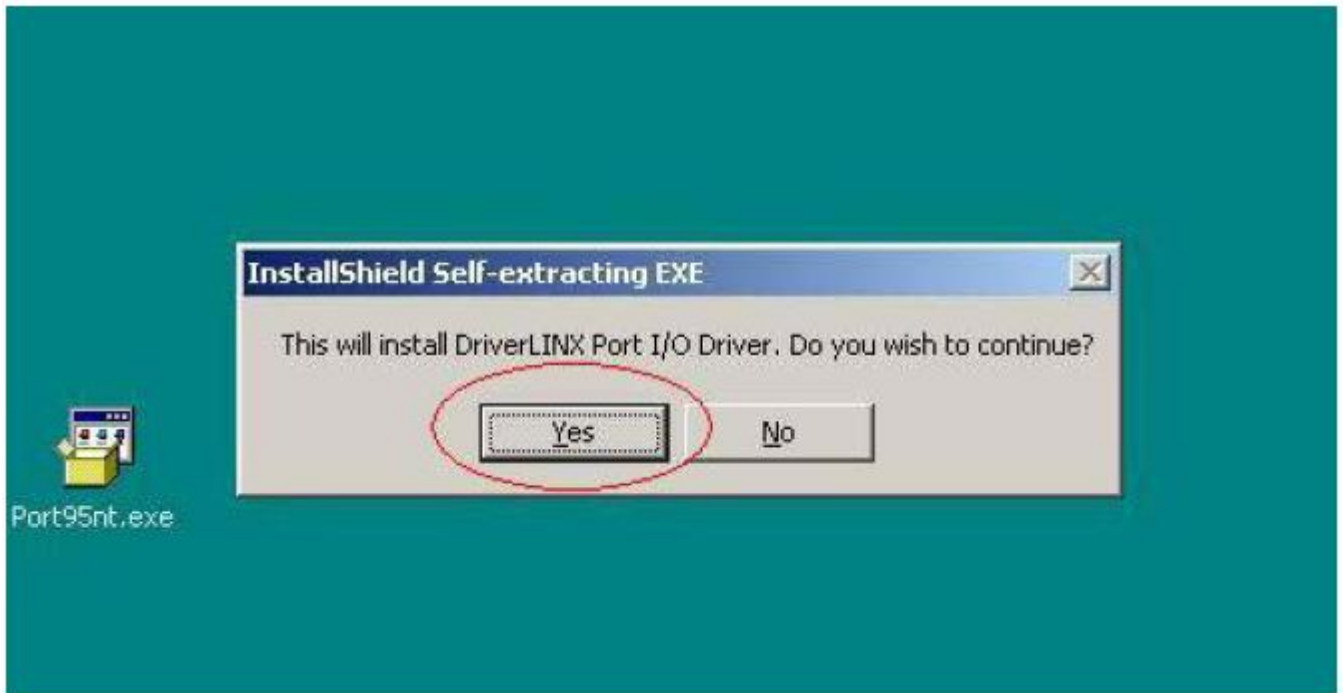 InstallShield Self-extracting EXE
This will install DriverLINX Port I/O Driver. Do you wish to continue?
Yes No
Port95nt.exe